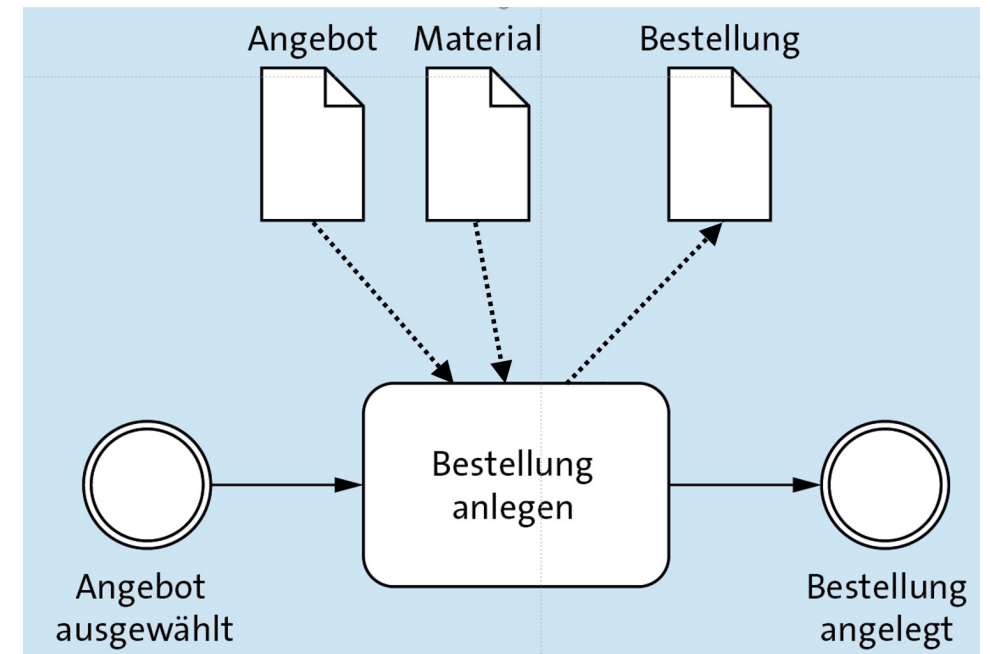 Angebot Material Bestellung
Bestellung
anlegen
Angebot
ausgewählt
Bestellung
angelegt